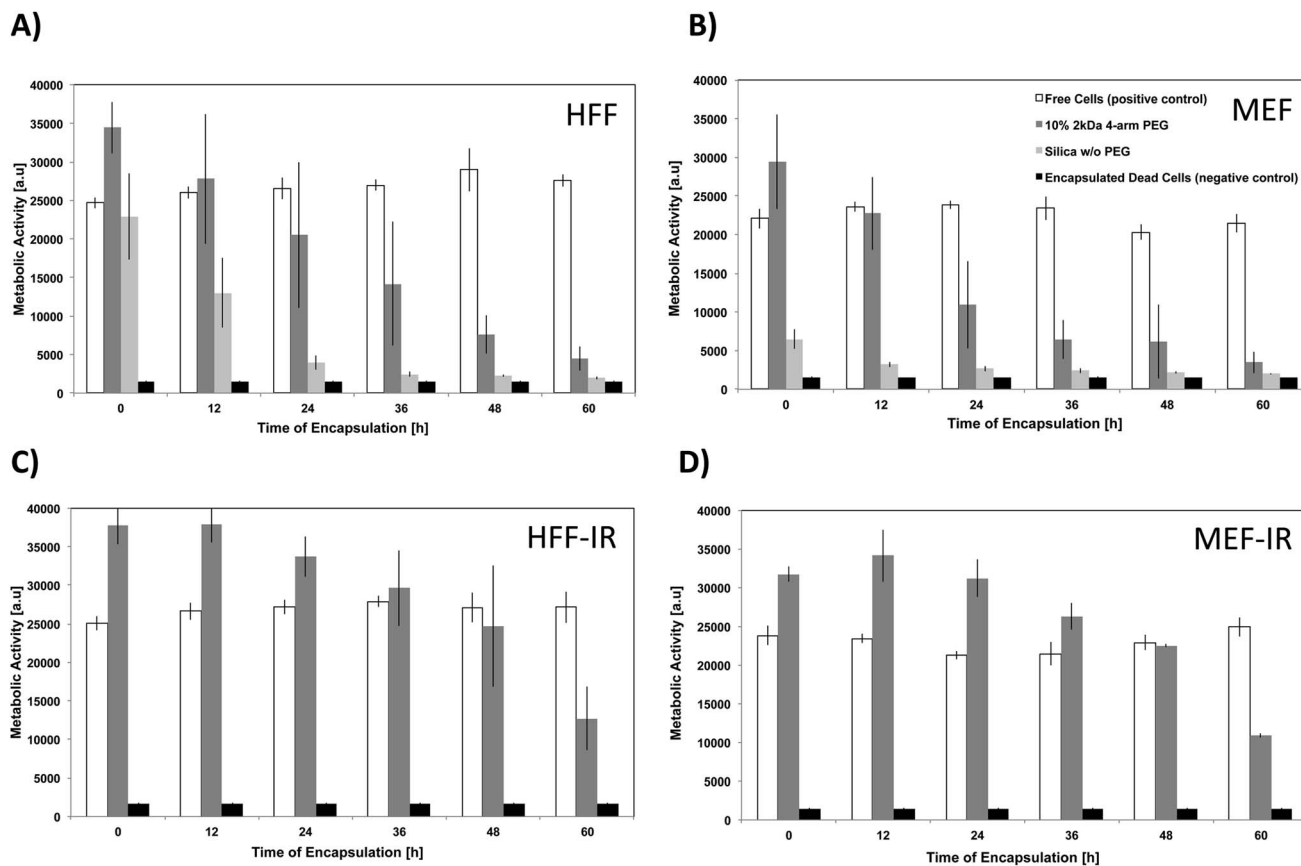 A)
HFF
Metabolic Activity [a.u]
40000
35000
30000
25000
20000
15000
10000
5000
0
0 12 24 36 48 60
Time of Encapsulation [h]
B)
MEF
Free Cells (positive control)
10% 2kDa 4-arm PEG
Silica w/o PEG
Encapsulated Dead Cells (negative control)
Metabolic Activity [a.u]
40000
35000
30000
25000
20000
15000
10000
5000
0
0 12 24 36 48 60
Time of Encapsulation [h]
C)
HFF-IR
Metabolic Activity [a.u]
40000
35000
30000
25000
20000
15000
10000
5000
0
0 12 24 36 48 60
Time of Encapsulation [h]
D)
MEF-IR
Metabolic Activity [a.u]
40000
35000
30000
25000
20000
15000
10000
5000
0
0 12 24 36 48 60
Time of Encapsulation [h]